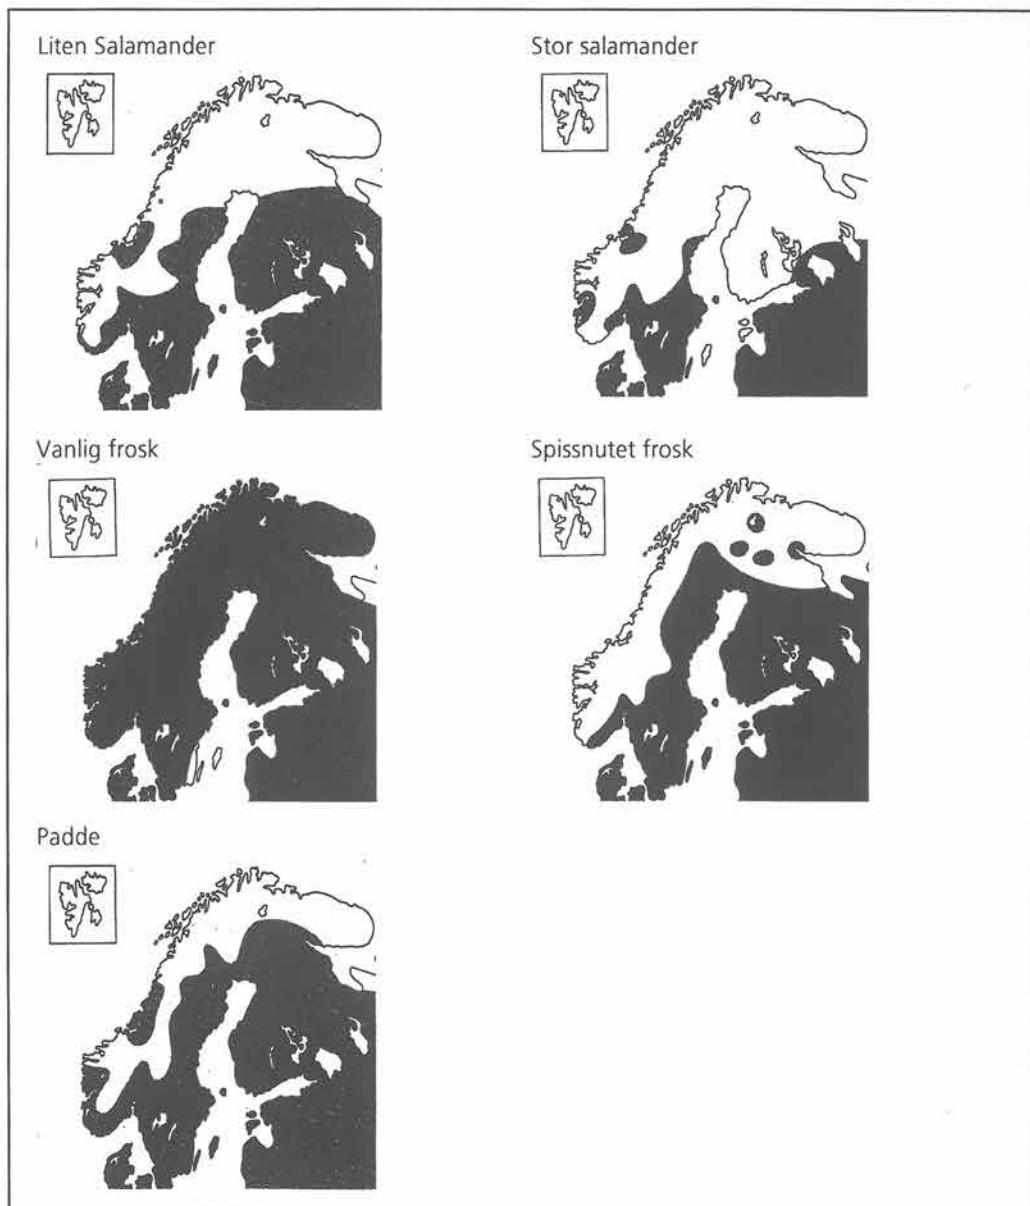 Liten Salamander
Stor salamander
Vanlig frosk
Spissnutet frosk
Padde